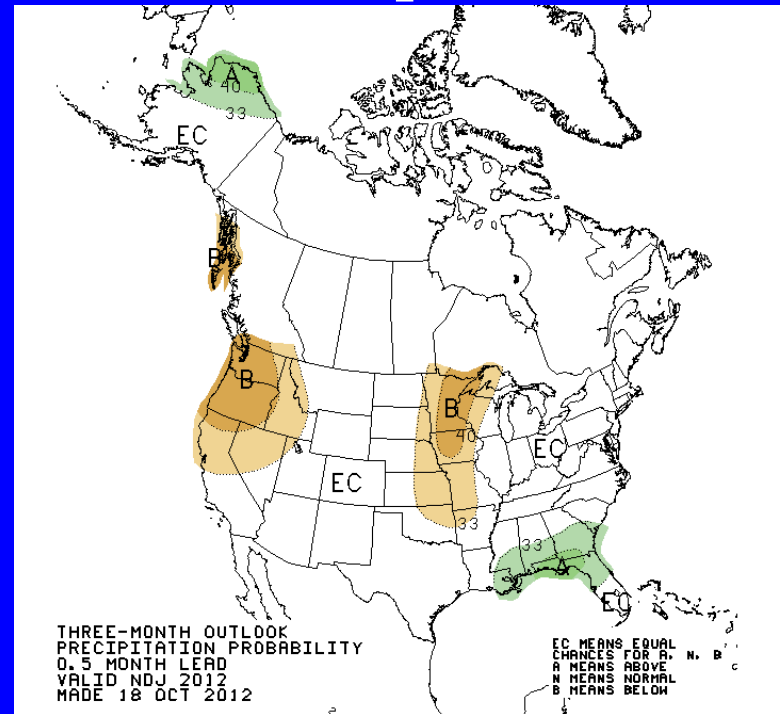 A
40
33
EC
B
B
B
40
EC
EC
33
33
A
EC
THREE-MONTH OUTLOOK
PRECIPITATION PROBABILITY
0.5 MONTH LEAD
VALID NDJ 2012
MADE 18 OCT 2012
EC MEANS EQUAL
CHANCES FOR A, N, B
A MEANS ABOVE
N MEANS NORMAL
B MEANS BELOW